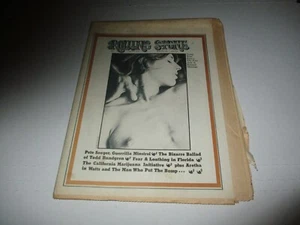 ROLLING STONE
Pete Seeger, Guerrilla Minstrel The Bizarre Ballad
of Todd Rundgren Fear & Loathing in Florida
The California Marijuana Initiative plus Aretha
in Watts and The Man Who Put The Bomp . . .